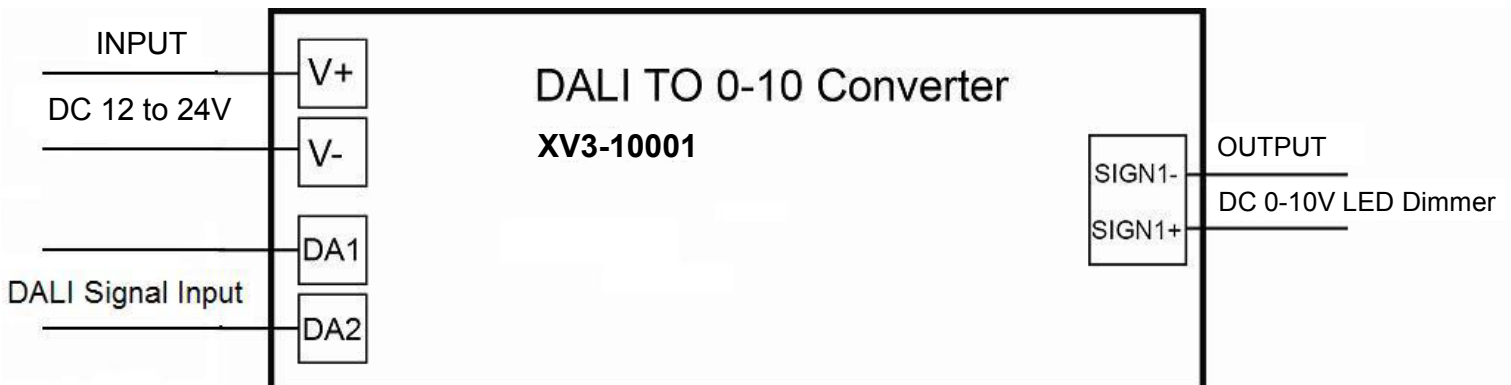 INPUT
V+
DC 12 to 24V
V-
DA1
DALI Signal Input
DA2
DALI TO 0-10 Converter
XV3-10001
SIGN1-
SIGN1+
OUTPUT
DC 0-10V LED Dimmer